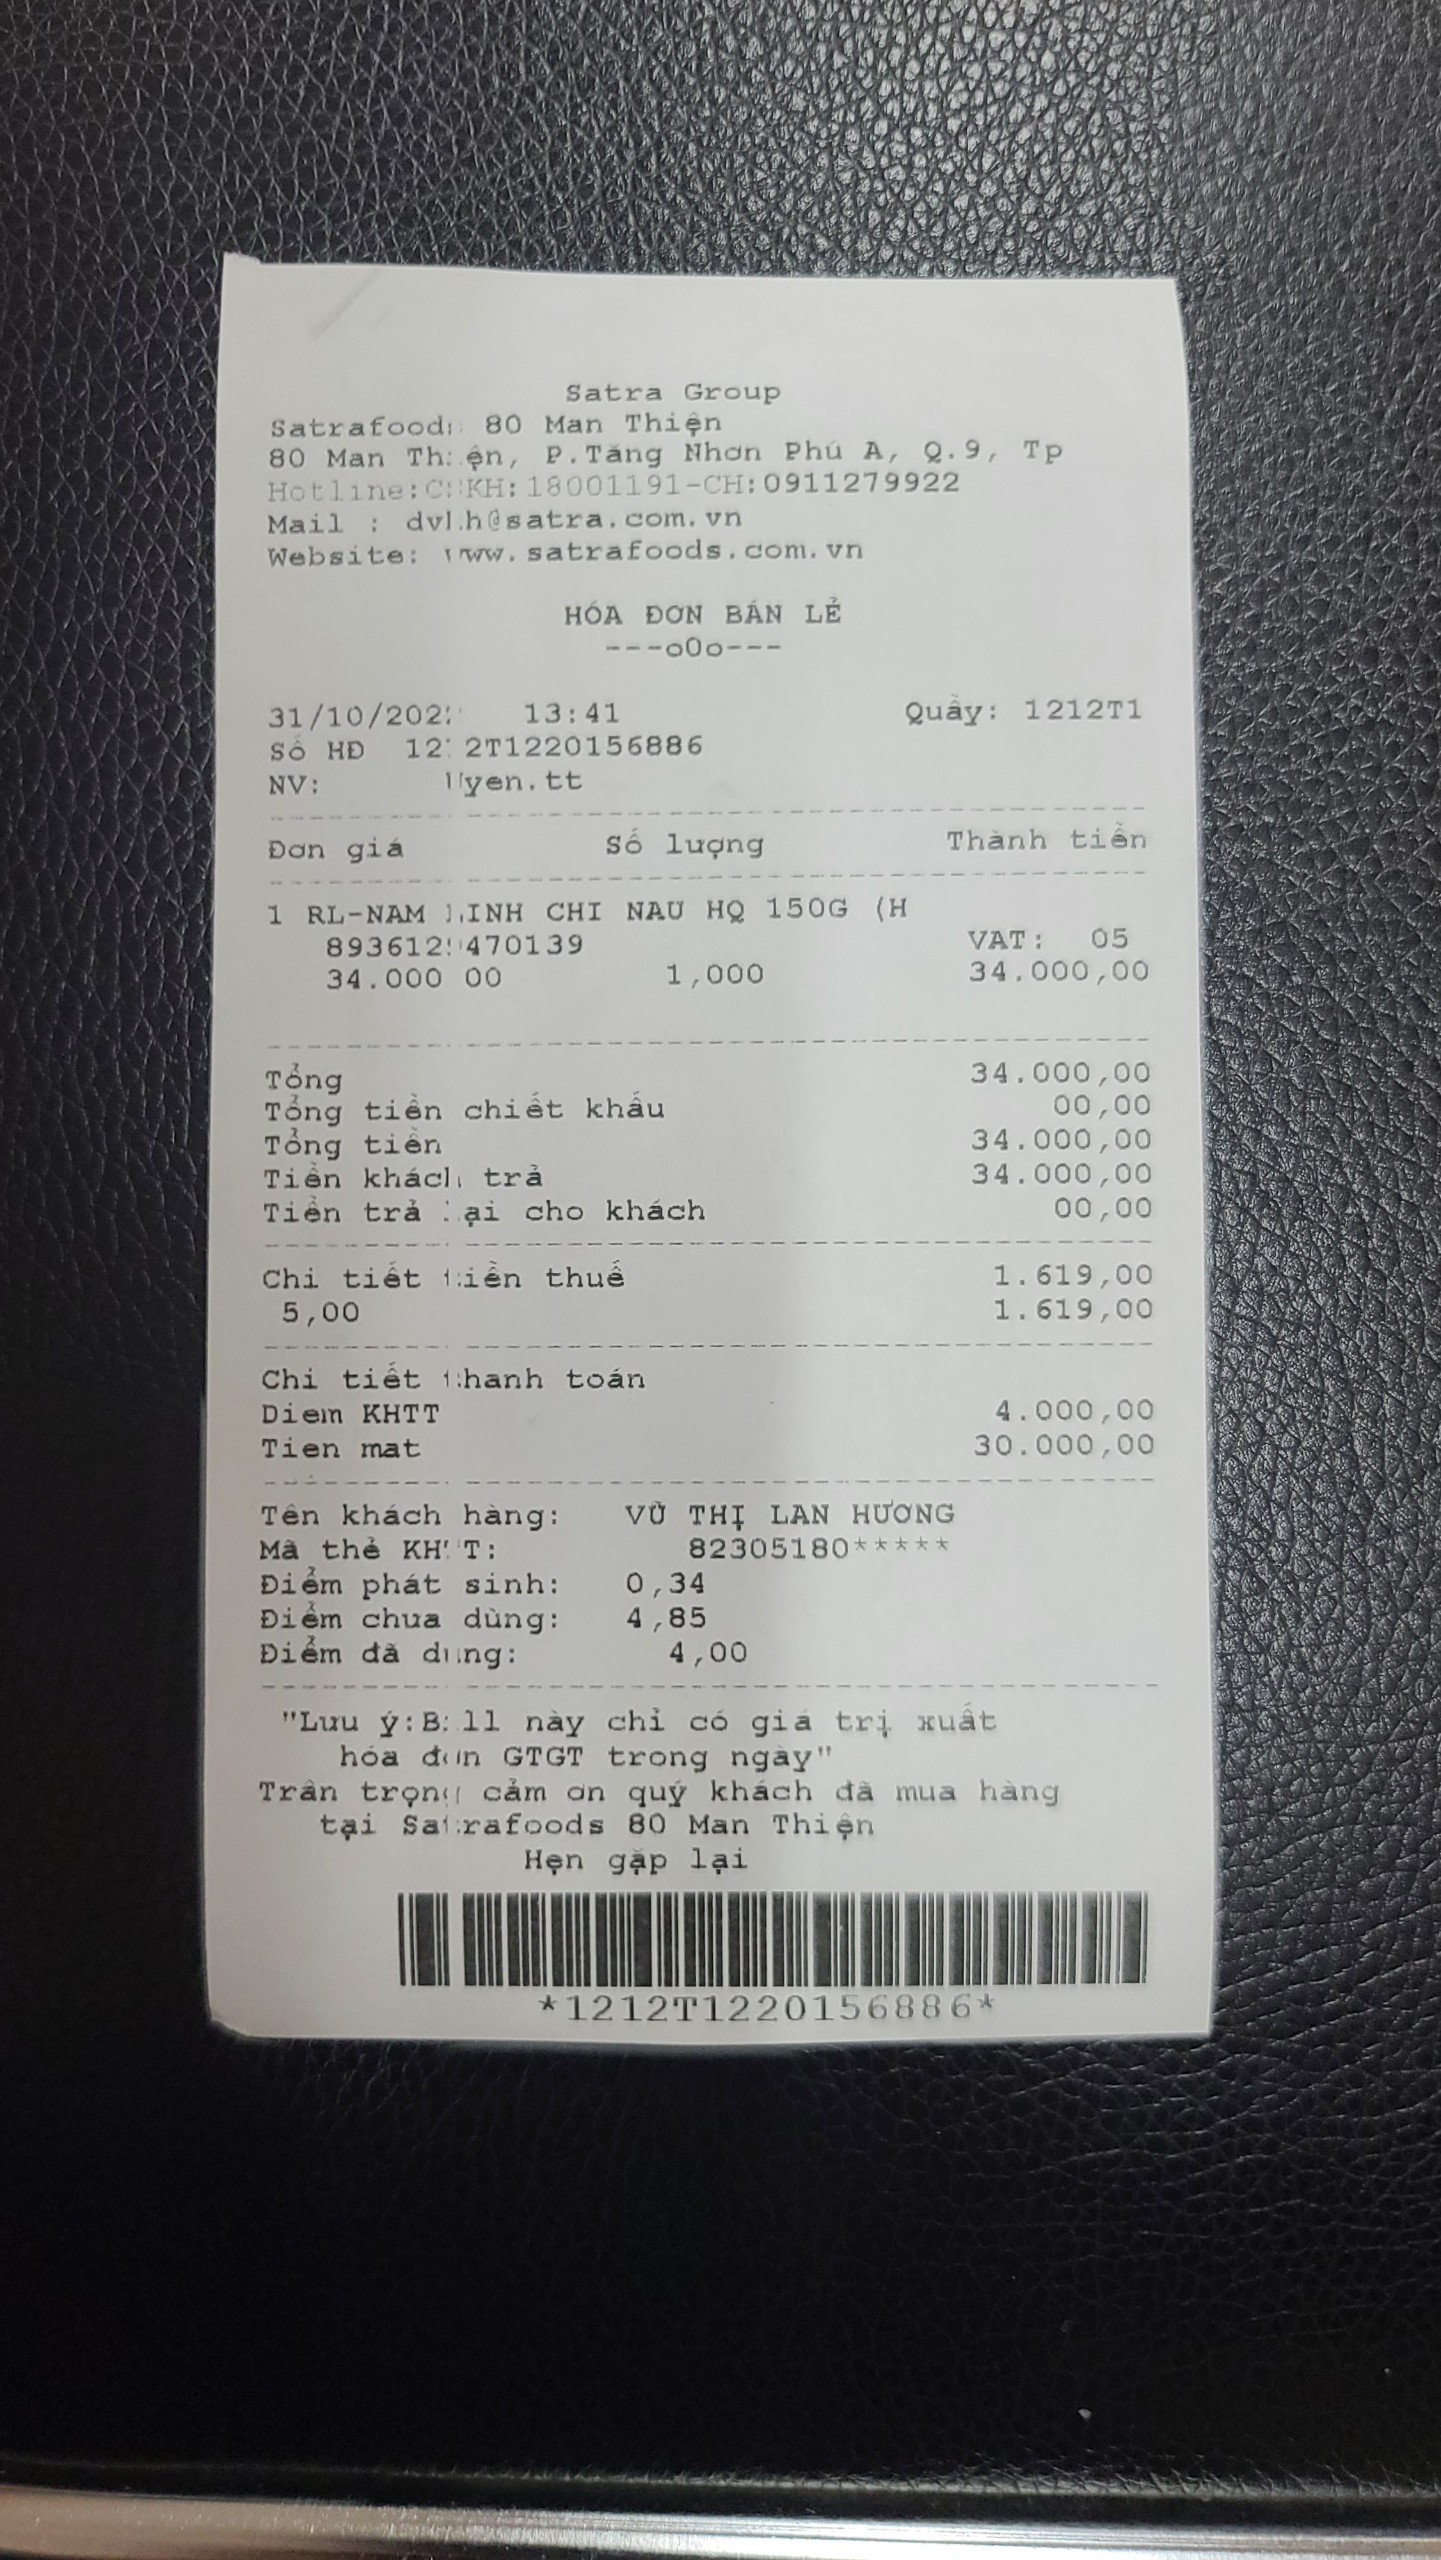 Satra Group
Satrafoods 80 Man Thiện
80 Man Thiện, P.Tăng Nhơn Phú A, Q.9, Tp
Hotline:CSKH:18001191-CH:0911279922
Mail : dvkh@satra.com.vn
Website: www.satrafoods.com.vn
HÓA ĐƠN BÁN LẺ
---oOo---
31/10/2022 13:41 Quầy: 1212T1
Số HĐ 1212T1220156886
NV: Uyen.tt
Đơn giá Số lượng Thành tiền
1 RL-NAM LINH CHI NAU HQ 150G (H
8936129470139 VAT: 05
34.000,00 1,000 34.000,00
Tổng 34.000,00
Tổng tiền chiết khấu 00,00
Tổng tiền 34.000,00
Tiền khách trả 34.000,00
Tiền trả lại cho khách 00,00
Chi tiết tiền thuế 1.619,00
5,00 1.619,00
Chi tiết thanh toán
Diem KHTT 4.000,00
Tien mat 30.000,00
Tên khách hàng: VŨ THỊ LAN HƯƠNG
Mã thẻ KHTT: 82305180*****
Điểm phát sinh: 0,34
Điểm chưa dùng: 4,85
Điểm đã dùng: 4,00
"Lưu ý:Bill này chỉ có giá trị xuất
hóa đơn GTGT trong ngày"
Trân trọng cảm ơn quý khách đã mua hàng
tại Satrafoods 80 Man Thiện
Hẹn gặp lại
*1212T1220156886*